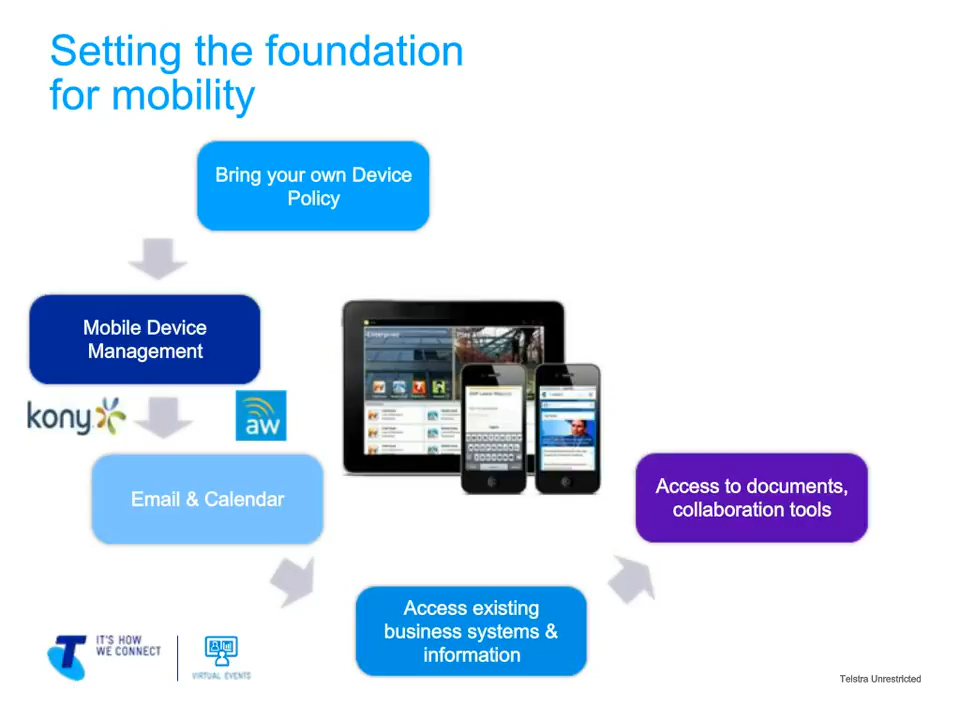 Setting the foundation
for mobility
Bring your own Device
Policy
Mobile Device
Management
kony
aw
Email & Calendar
Access to documents,
collaboration tools
Access existing
business systems &
information
IT'S HOW
WE CONNECT
VIRTUAL EVENTS
Telstra Unrestricted